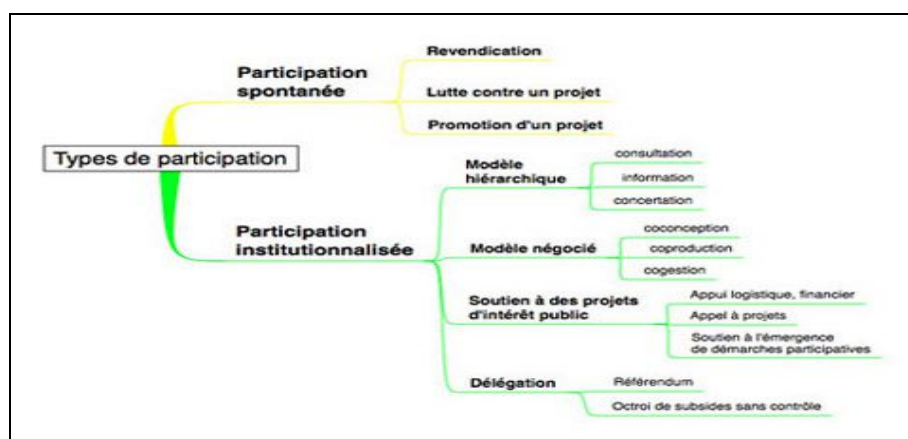 Types de participation
Participation
spontanée
Revendication
Lutte contre un projet
Promotion d'un projet
Participation
institutionnalisée
Modèle
hiérarchique
consultation
information
concertation
Modèle négocié
coconception
coproduction
cogestion
Soutien à des projets
d'intérêt public
Appui logistique, financier
Appel à projets
Soutien à l'émergence
de démarches participatives
Délégation
Référendum
Octroi de subsides sans contrôle